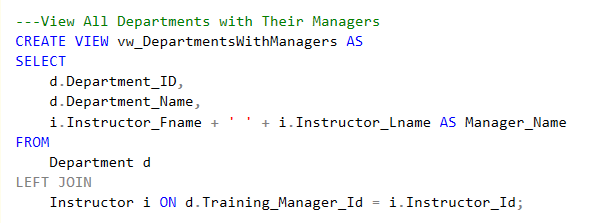 ---View All Departments with Their Managers
CREATE VIEW vw_DepartmentsWithManagers AS
SELECT
    d.Department_ID,
    d.Department_Name,
    i.Instructor_Fname + ' ' + i.Instructor_Lname AS Manager_Name
FROM
    Department d
LEFT JOIN
    Instructor i ON d.Training_Manager_Id = i.Instructor_Id;